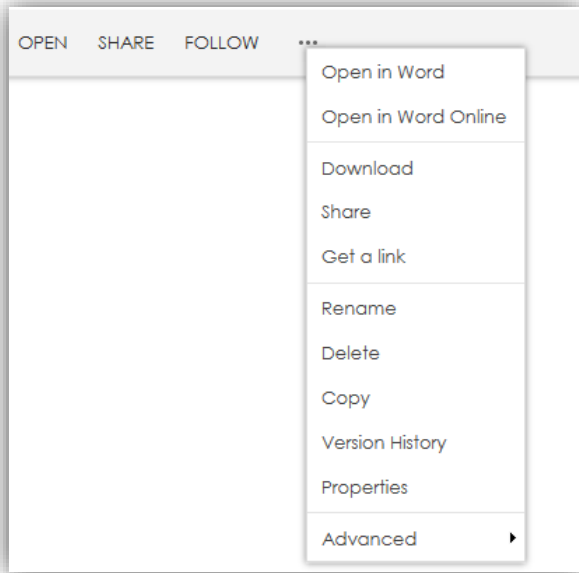 OPEN SHARE FOLLOW ...
Open in Word
Open in Word Online
Download
Share
Get a link
Rename
Delete
Copy
Version History
Properties
Advanced